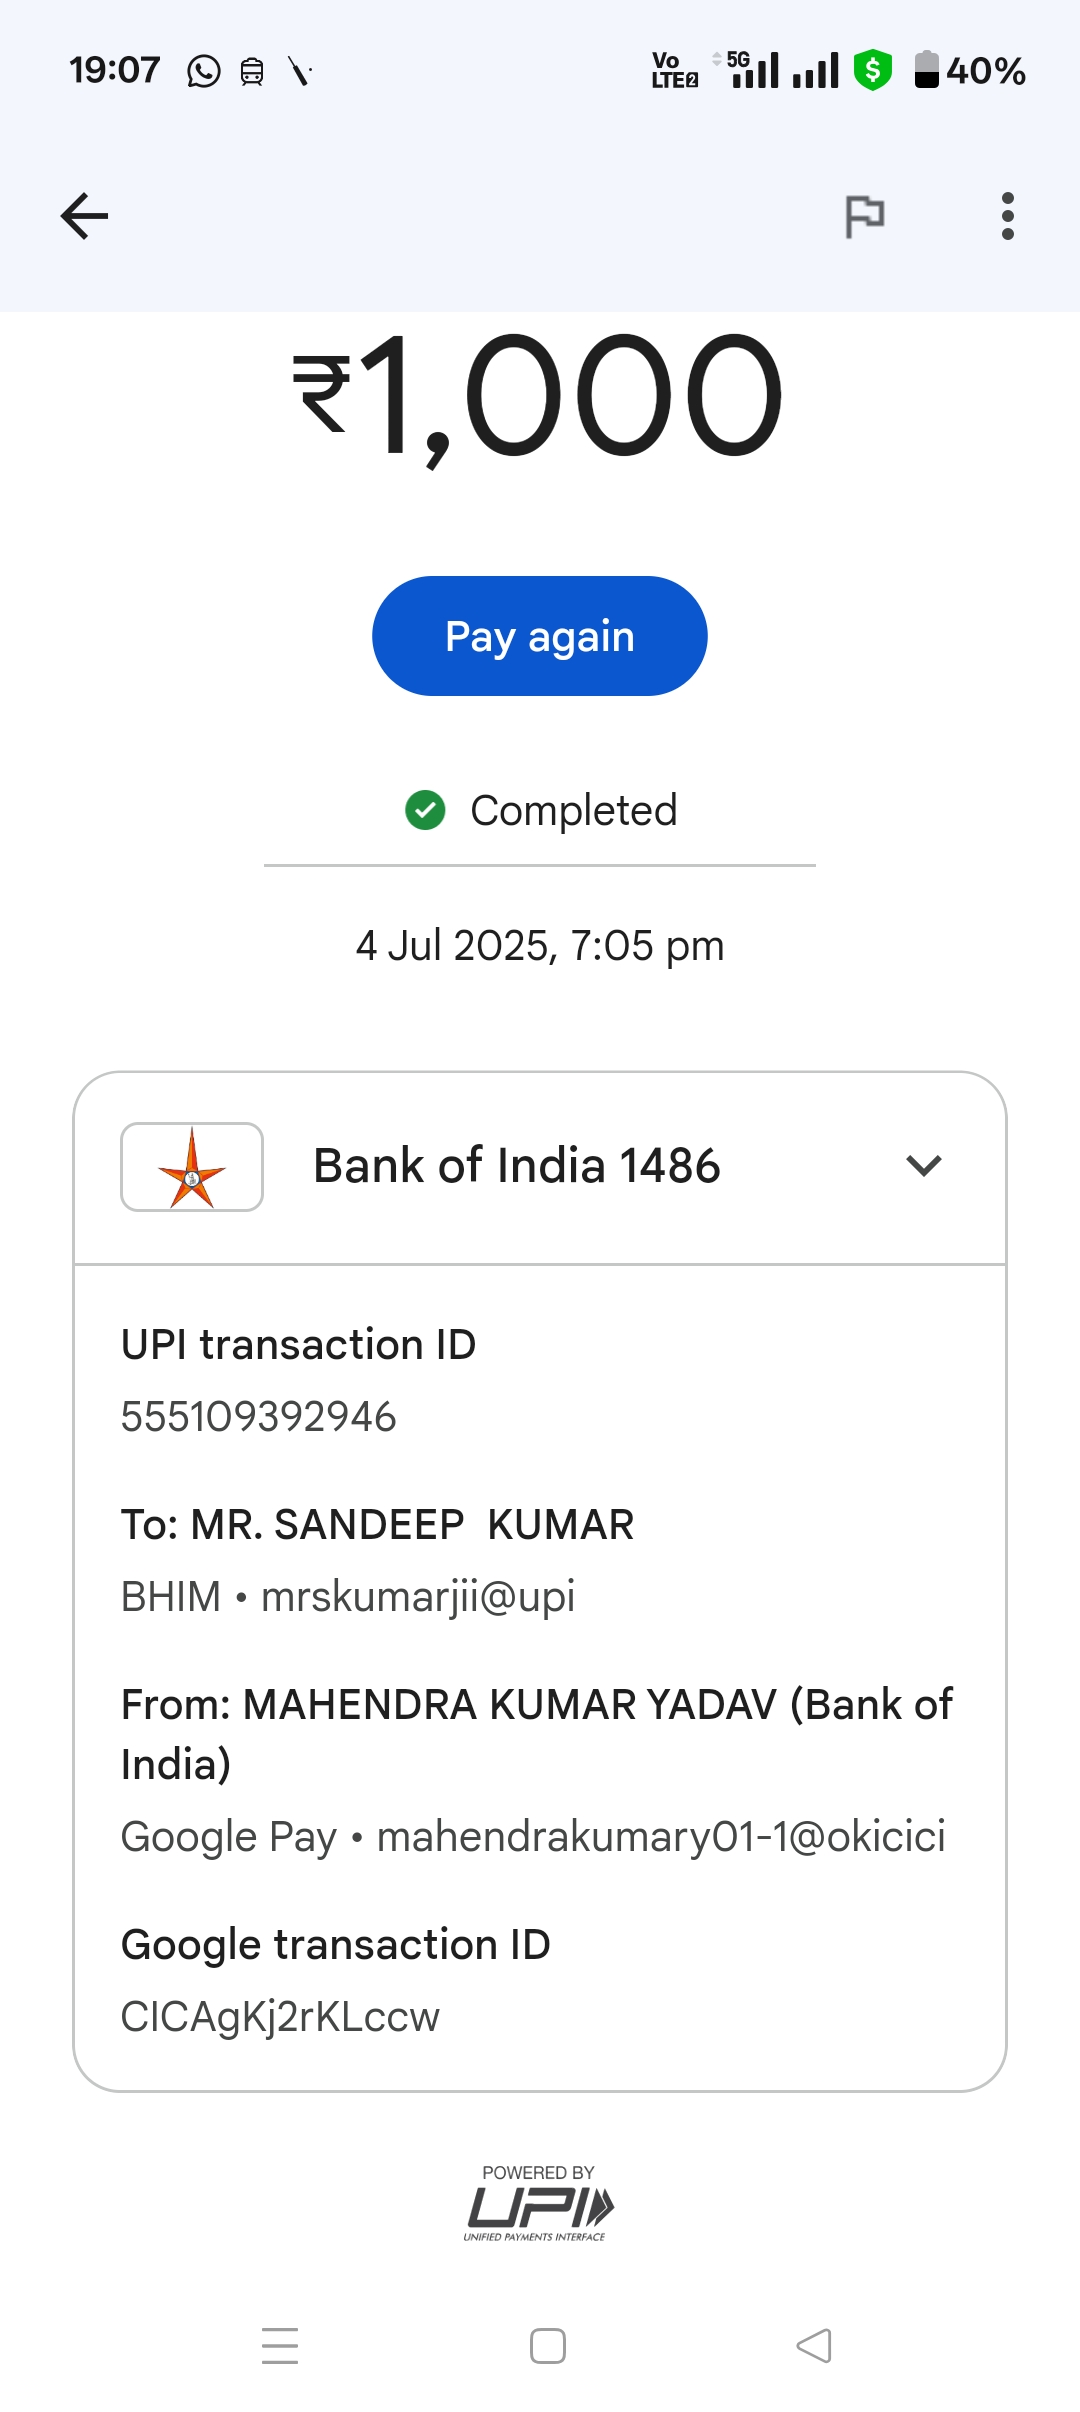 19:07 Vo LTE2 5G 40%
₹1,000
Pay again
Completed
4 Jul 2025, 7:05 pm
Bank of India 1486
UPI transaction ID
555109392946
To: MR. SANDEEP  KUMAR
BHIM • mrskumarjii@upi
From: MAHENDRA KUMAR YADAV (Bank of
India)
Google Pay • mahendrakumary01-1@okicici
Google transaction ID
CICAgKj2rKLccw
POWERED BY
UPI
UNIFIED PAYMENTS INTERFACE